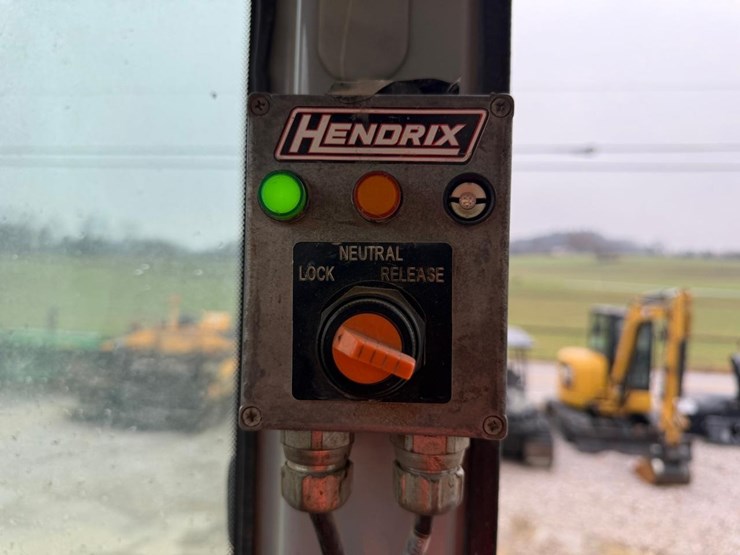 HENDRIX
NEUTRAL
LOCK RELEASE